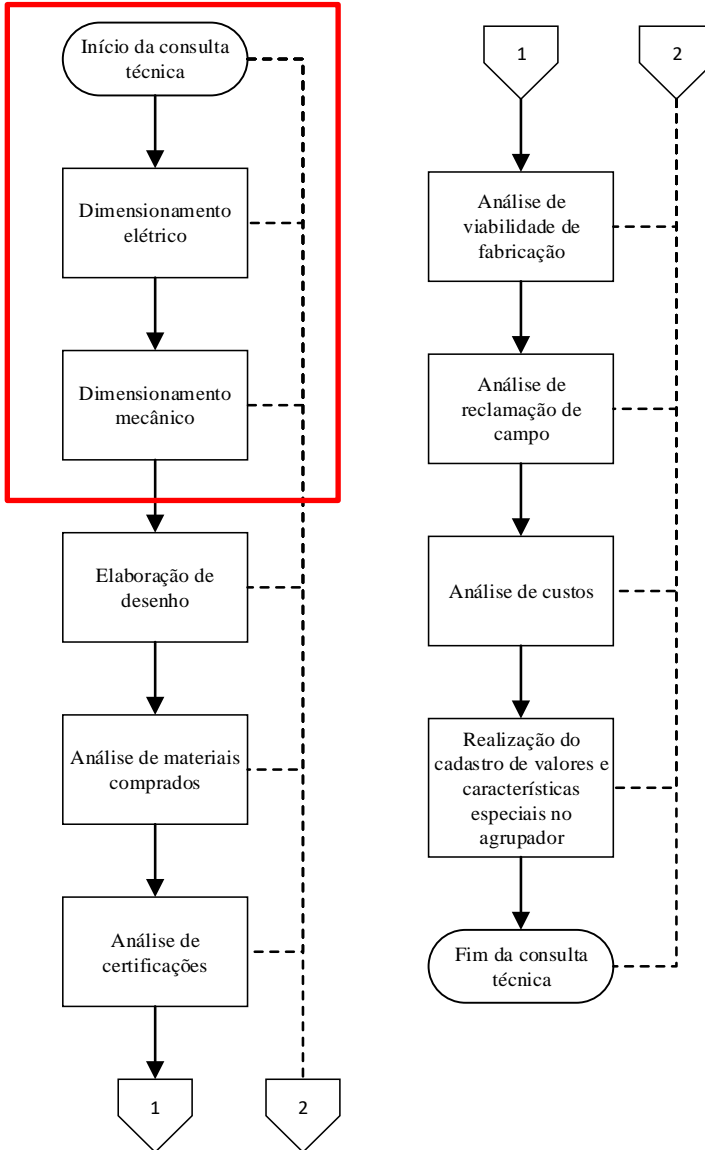 Início da consulta
técnica
Dimensionamento
elétrico
Dimensionamento
mecânico
Elaboração de
desenho
Análise de materiais
comprados
Análise de
certificações
1
2
1
2
Análise de
viabilidade de
fabricação
Análise de
reclamação de
campo
Análise de custos
Realização do
cadastro de valores e
características
especiais no
agrupador
Fim da consulta
técnica